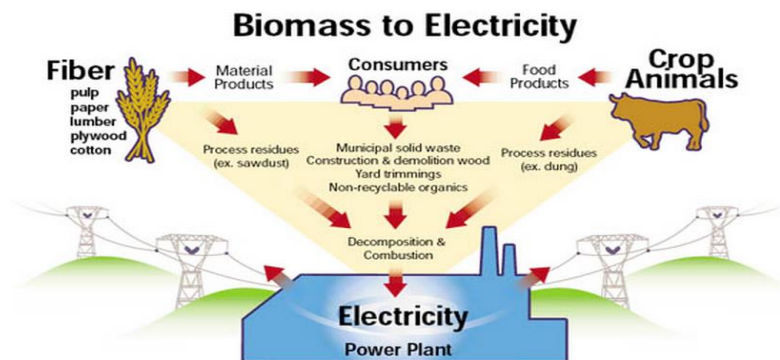 Biomass to Electricity
Fiber
pulp
paper
lumber
plywood
cotton
Material
Products
Consumers
Food
Products
Crop
Animals
Process residues
(ex. sawdust)
Municipal solid waste
Construction & demolition wood
Yard trimmings
Non-recyclable organics
Process residues
(ex. dung)
Decomposition &
Combustion
Electricity
Power Plant